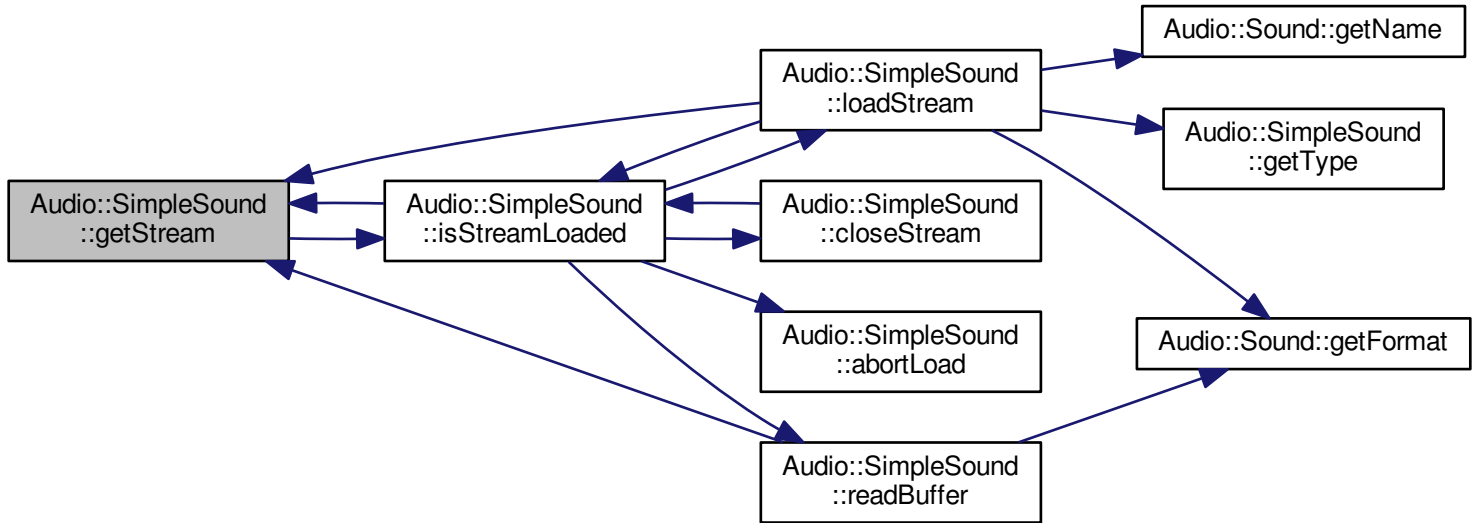 Audio::SimpleSound
::getStream
Audio::SimpleSound
::isStreamLoaded
Audio::SimpleSound
::loadStream
Audio::SimpleSound
::closeStream
Audio::SimpleSound
::abortLoad
Audio::SimpleSound
::readBuffer
Audio::Sound::getName
Audio::SimpleSound
::getType
Audio::Sound::getFormat